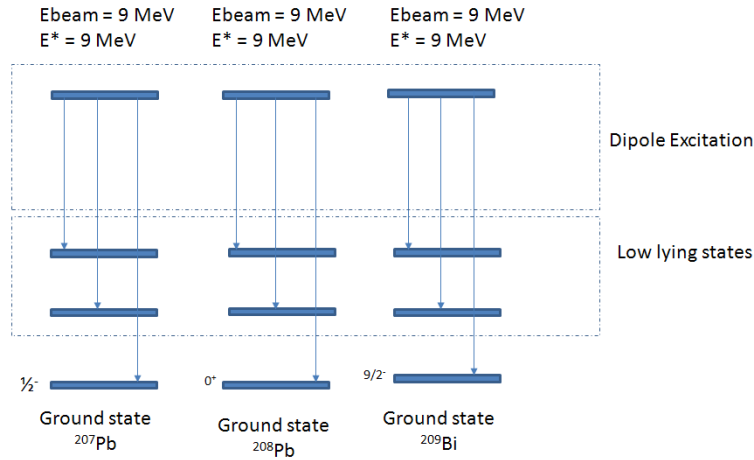 Ebeam = 9 MeV
E* = 9 MeV
Ebeam = 9 MeV
E* = 9 MeV
Ebeam = 9 MeV
E* = 9 MeV
Dipole Excitation
Low lying states
½⁻
0⁺
9/2⁻
Ground state
²⁰⁷Pb
Ground state
²⁰⁸Pb
Ground state
²⁰⁹Bi